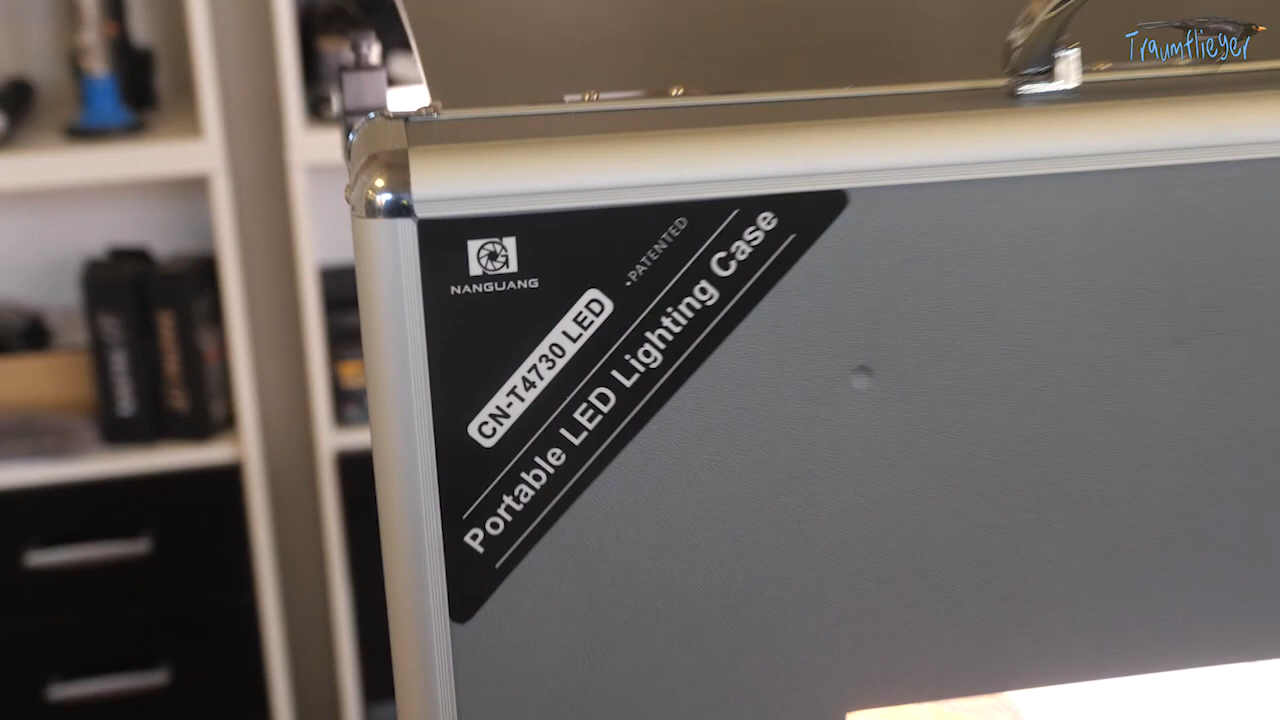 Traumflieger
NANGUANG
·PATENTED
CN-T4730 LED
Portable LED Lighting Case